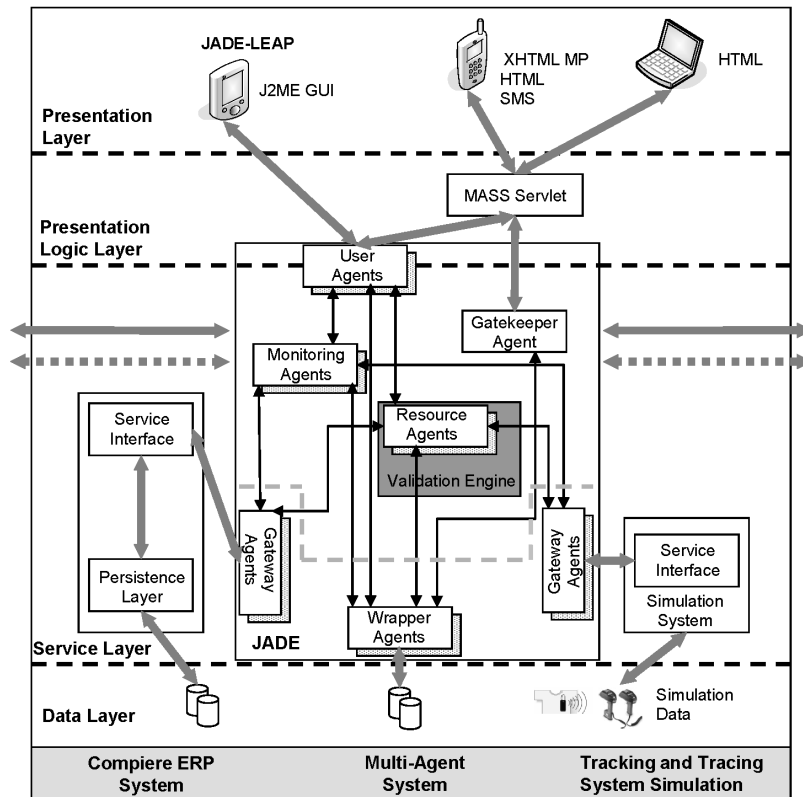 JADE-LEAP
J2ME GUI
XHTML MP
HTML
SMS
HTML
Presentation
Layer
MASS Servlet
Presentation
Logic Layer
User
Agents
Gatekeeper
Agent
Monitoring
Agents
Service
Interface
Resource
Agents
Validation Engine
Gateway
Agents
Gateway
Agents
Persistence
Layer
Service
Interface
Simulation
System
Wrapper
Agents
JADE
Service Layer
Data Layer
Simulation
Data
Compiere ERP
System
Multi-Agent
System
Tracking and Tracing
System Simulation